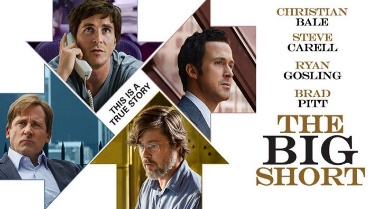 CHRISTIAN
BALE
STEVE
CARELL
RYAN
GOSLING
BRAD
PITT
THIS IS A
TRUE STORY
THE
BIG
SHORT